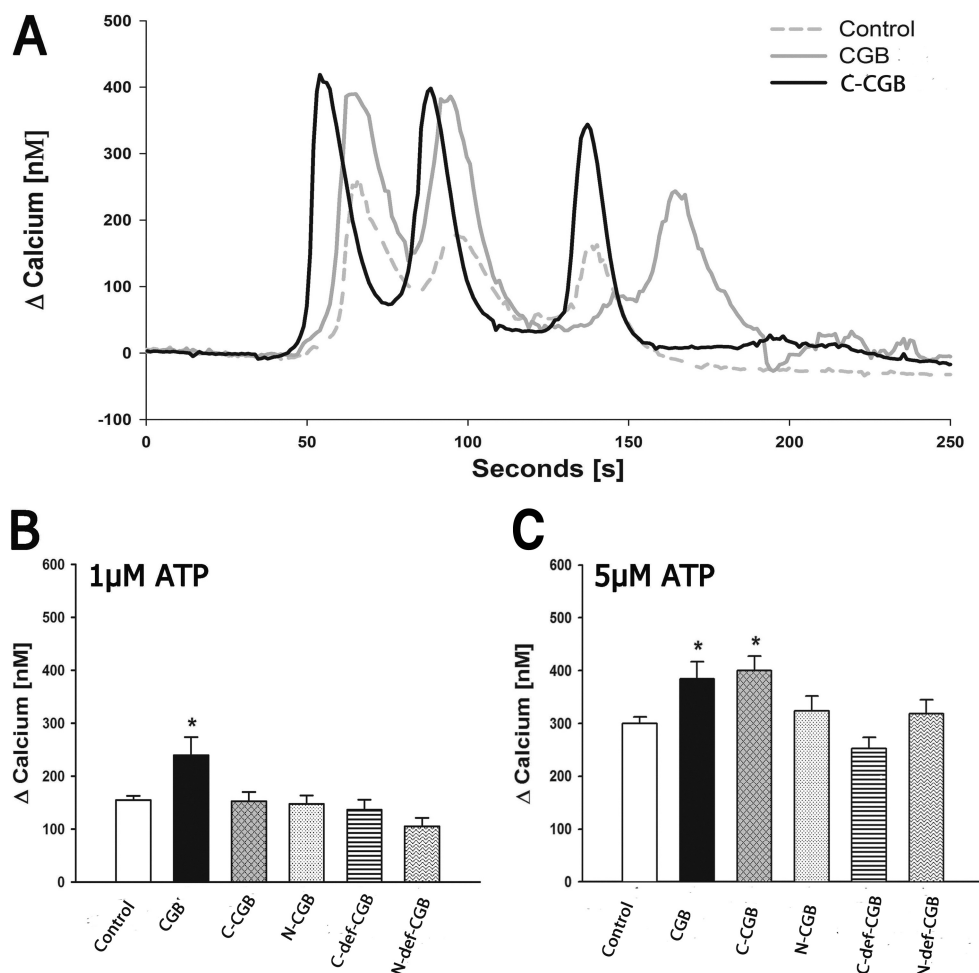 A
500
400
300
200
100
0
-100
Δ Calcium [nM]
Control
CGB
C-CGB
0 50 100 150 200 250
Seconds [s]
B
1µM ATP
600
500
400
300
200
100
0
Δ Calcium [nM]
*
Control CGB' C-CGB N-CGB C-def-CGB N-def-CGB
C
5µM ATP
600
500
400
300
200
100
0
Δ Calcium [nM]
* *
Control CGB C-CGB N-CGB C-def-CGB N-def-CGB